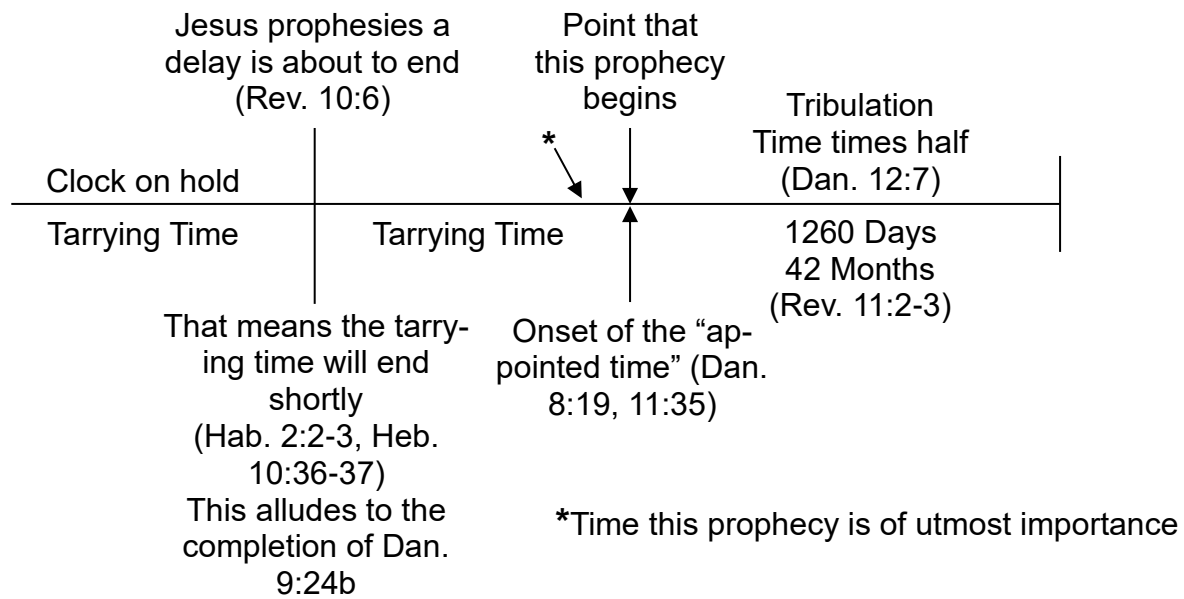 Jesus prophesies a
delay is about to end
(Rev. 10:6)
Point that
this prophecy
begins
*
Tribulation
Time times half
(Dan. 12:7)
Clock on hold
Tarrying Time
Tarrying Time
1260 Days
42 Months
(Rev. 11:2-3)
That means the tarry-
ing time will end
shortly
(Hab. 2:2-3, Heb.
10:36-37)
This alludes to the
completion of Dan.
9:24b
Onset of the “ap-
pointed time” (Dan.
8:19, 11:35)
*Time this prophecy is of utmost importance